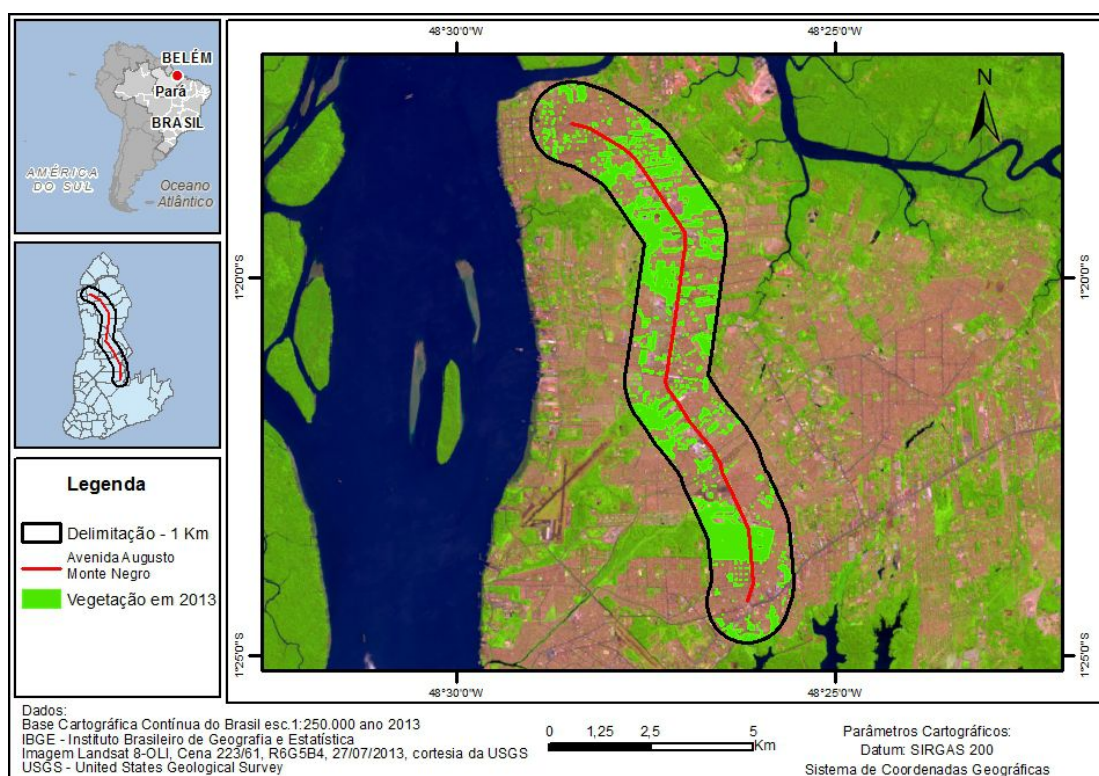 BELÉM
Pará
BRASIL
AMÉRICA
DO SUL
Oceano
Atlântico
48°30'0"W
48°25'0"W
N
1°20'0"S
1°20'0"S
1°25'0"S
1°25'0"S
48°30'0"W
48°25'0"W
Legenda
Delimitação - 1 Km
Avenida Augusto
Monte Negro
Vegetação em 2013
Dados:
Base Cartográfica Contínua do Brasil esc.1:250.000 ano 2013
IBGE - Instituto Brasileiro de Geografia e Estatística
Imagem Landsat 8-OLI, Cena 223/61, R6G5B4, 27/07/2013, cortesia da USGS
USGS - United States Geological Survey
0 1,25 2,5 5
Km
Parâmetros Cartográficos:
Datum: SIRGAS 200
Sistema de Coordenadas Geográficas